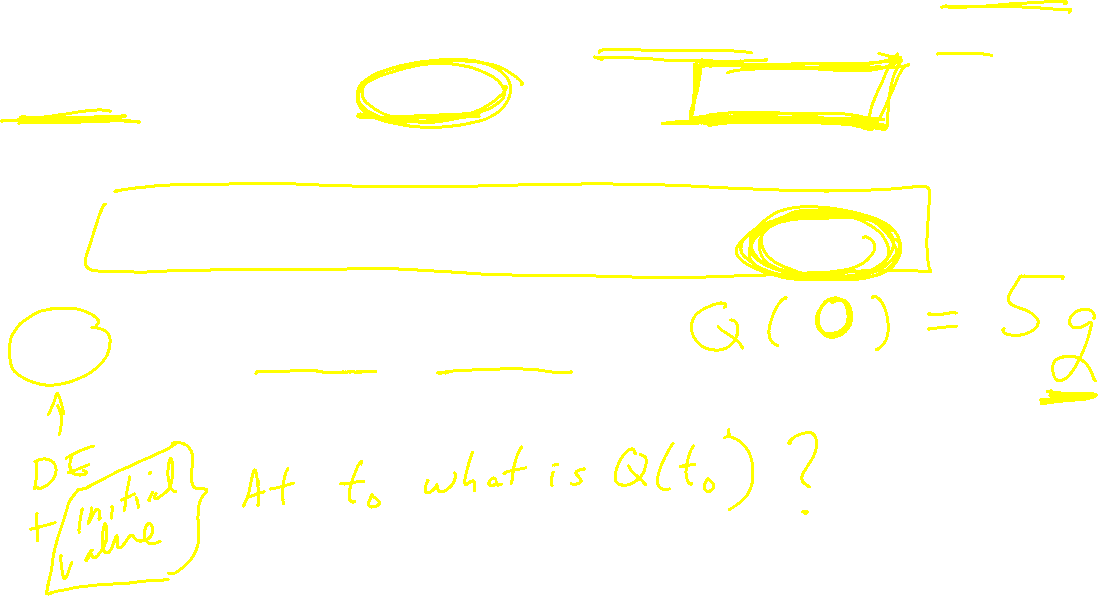 Q(0) = 5g
DE
+ initial value
At t₀ what is Q(t₀)?